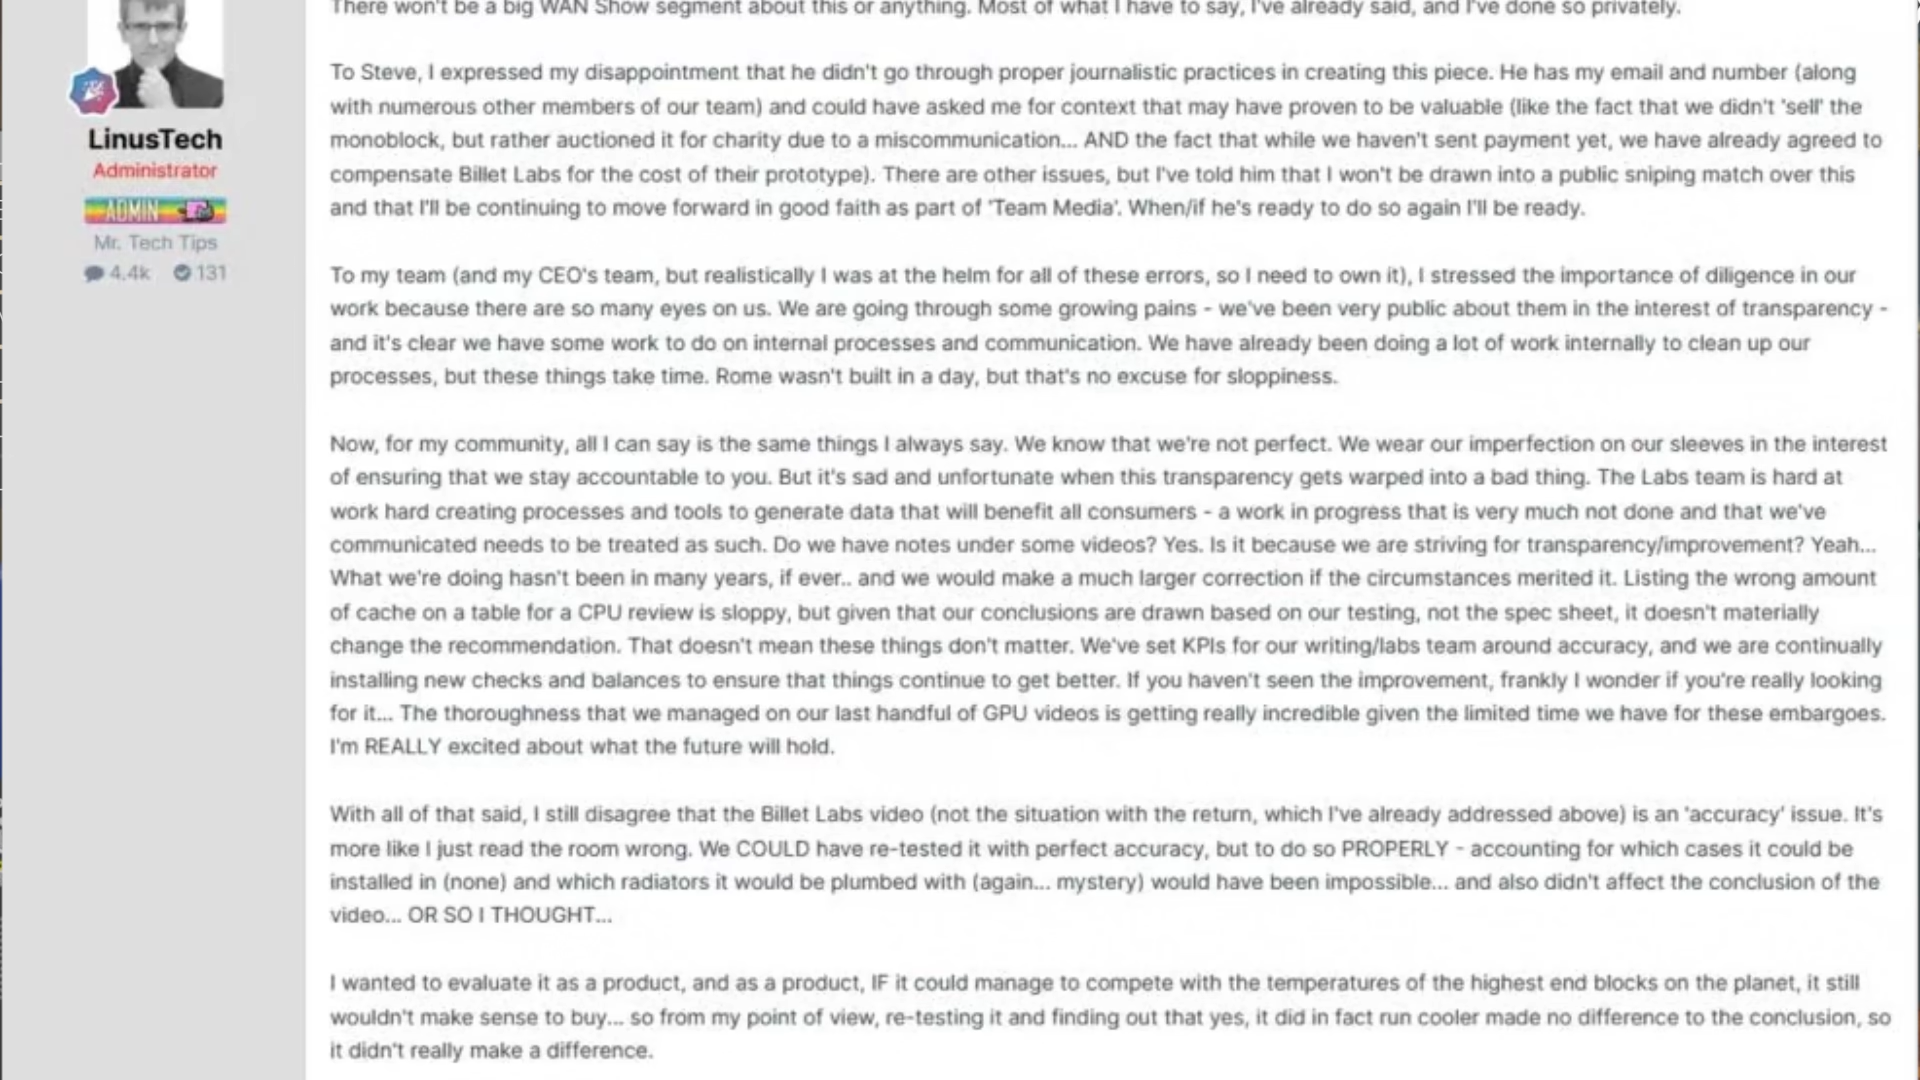 There won't be a big WAN Show segment about this or anything. Most of what I have to say, I've already said, and I've done so privately.
To Steve, I expressed my disappointment that he didn't go through proper journalistic practices in creating this piece. He has my email and number (along
with numerous other members of our team) and could have asked me for context that may have proven to be valuable (like the fact that we didn't 'sell' the
monoblock, but rather auctioned it for charity due to a miscommunication... AND the fact that while we haven't sent payment yet, we have already agreed to
compensate Billet Labs for the cost of their prototype). There are other issues, but I've told him that I won't be drawn into a public sniping match over this
and that I'll be continuing to move forward in good faith as part of 'Team Media'. When/if he's ready to do so again I'll be ready.
LinusTech
Administrator
ADMIN
Mr. Tech Tips
4.4k 131
To my team (and my CEO's team, but realistically I was at the helm for all of these errors, so I need to own it), I stressed the importance of diligence in our
work because there are so many eyes on us. We are going through some growing pains - we've been very public about them in the interest of transparency -
and it's clear we have some work to do on internal processes and communication. We have already been doing a lot of work internally to clean up our
processes, but these things take time. Rome wasn't built in a day, but that's no excuse for sloppiness.
Now, for my community, all I can say is the same things I always say. We know that we're not perfect. We wear our imperfection on our sleeves in the interest
of ensuring that we stay accountable to you. But it's sad and unfortunate when this transparency gets warped into a bad thing. The Labs team is hard at
work hard creating processes and tools to generate data that will benefit all consumers - a work in progress that is very much not done and that we've
communicated needs to be treated as such. Do we have notes under some videos? Yes. Is it because we are striving for transparency/improvement? Yeah...
What we're doing hasn't been in many years, if ever.. and we would make a much larger correction if the circumstances merited it. Listing the wrong amount
of cache on a table for a CPU review is sloppy, but given that our conclusions are drawn based on our testing, not the spec sheet, it doesn't materially
change the recommendation. That doesn't mean these things don't matter. We've set KPIs for our writing/labs team around accuracy, and we are continually
installing new checks and balances to ensure that things continue to get better. If you haven't seen the improvement, frankly I wonder if you're really looking
for it... The thoroughness that we managed on our last handful of GPU videos is getting really incredible given the limited time we have for these embargoes.
I'm REALLY excited about what the future will hold.
With all of that said, I still disagree that the Billet Labs video (not the situation with the return, which I've already addressed above) is an 'accuracy' issue. It's
more like I just read the room wrong. We COULD have re-tested it with perfect accuracy, but to do so PROPERLY - accounting for which cases it could be
installed in (none) and which radiators it would be plumbed with (again... mystery) would have been impossible... and also didn't affect the conclusion of the
video... OR SO I THOUGHT...
I wanted to evaluate it as a product, and as a product, IF it could manage to compete with the temperatures of the highest end blocks on the planet, it still
wouldn't make sense to buy... so from my point of view, re-testing it and finding out that yes, it did in fact run cooler made no difference to the conclusion, so
it didn't really make a difference.